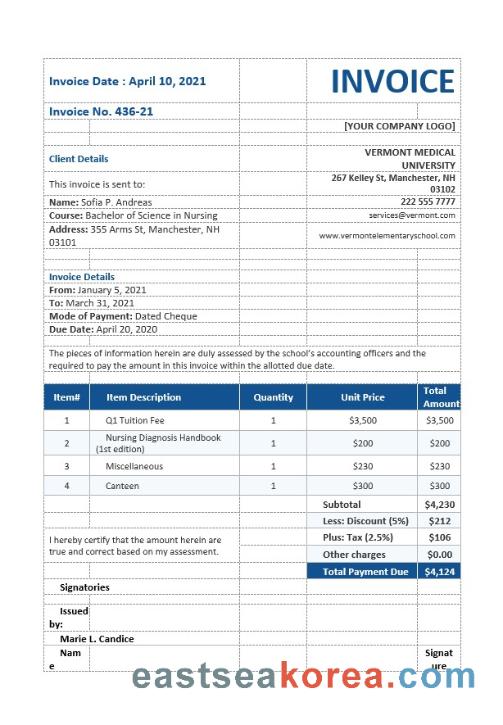 Invoice Date : April 10, 2021
INVOICE
Invoice No. 436-21
[YOUR COMPANY LOGO]
Client Details
VERMONT MEDICAL
UNIVERSITY
This invoice is sent to:
267 Kelley St, Manchester, NH
03102
Name: Sofia P. Andreas
222 555 7777
Course: Bachelor of Science in Nursing
services@vermont.com
Address: 355 Arms St, Manchester, NH
03101
www.vermontelementaryschool.com
Invoice Details
From: January 5, 2021
To: March 31, 2021
Mode of Payment: Dated Cheque
Due Date: April 20, 2020
The pieces of information herein are duly assessed by the school's accounting officers and the
required to pay the amount in this invoice within the allotted due date.
Item# Item Description Quantity Unit Price Total
Amount
1 Q1 Tuition Fee 1 $3,500 $3,500
2 Nursing Diagnosis Handbook
(1st edition) 1 $200 $200
3 Miscellaneous 1 $230 $230
4 Canteen 1 $300 $300
Subtotal $4,230
Less: Discount (5%) $212
I hereby certify that the amount herein are
true and correct based on my assessment.
Plus: Tax (2.5%) $106
Other charges $0.00
Total Payment Due $4,124
Signatories
Issued
by:
Marie L. Candice
Nam
e
Signat
ure
eastseakorea.com